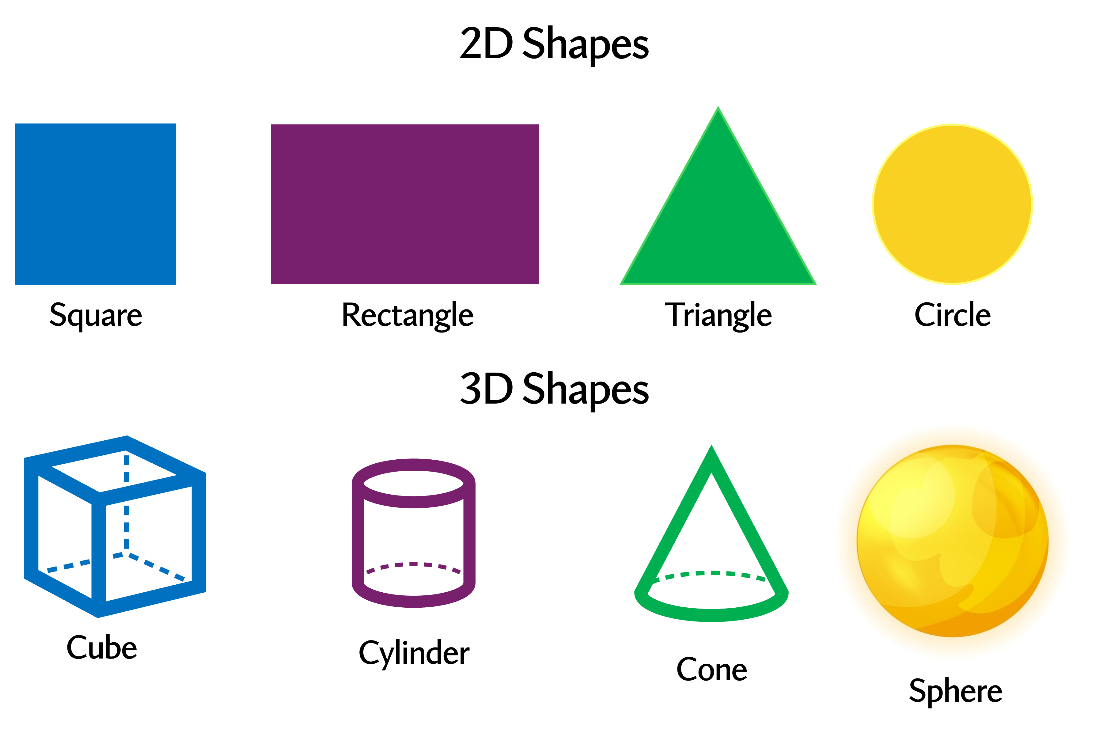 2D Shapes
Square Rectangle Triangle Circle
3D Shapes
Cube Cylinder Cone Sphere